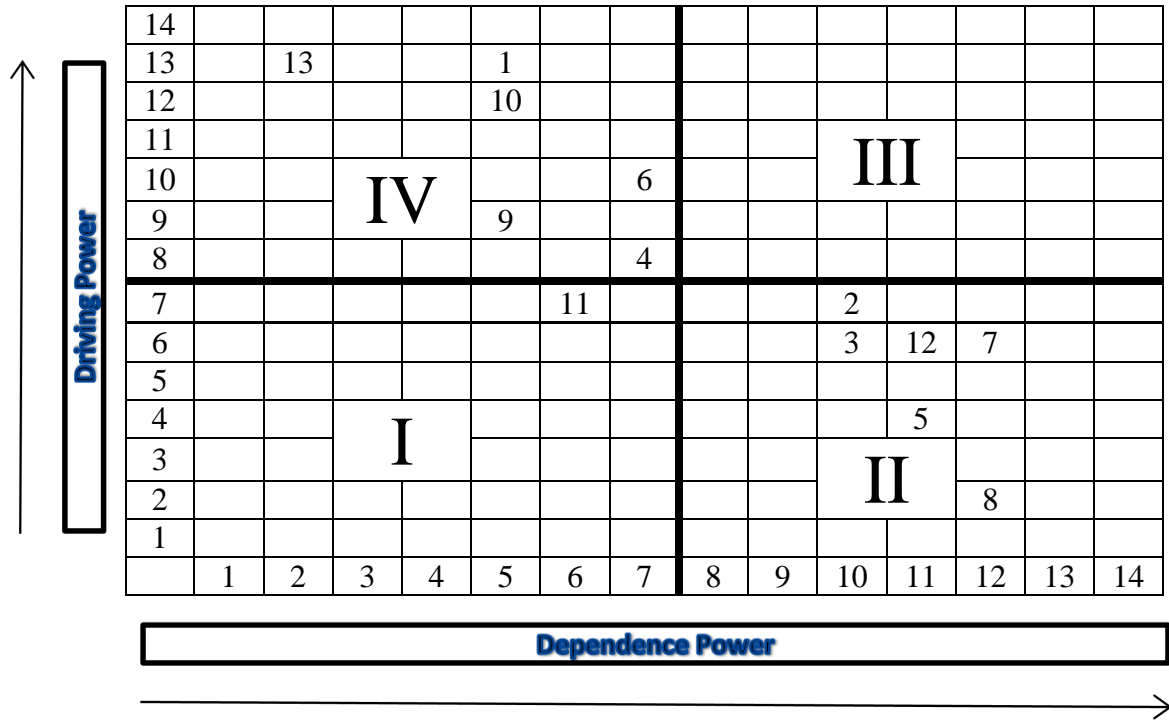 14
13 13 1
12 10
11 III
10 IV 6
9 9
8 4
7 11 2
6 3 12 7
5
4 I 5
3 II
2 8
1
1 2 3 4 5 6 7 8 9 10 11 12 13 14
Driving Power
Dependence Power